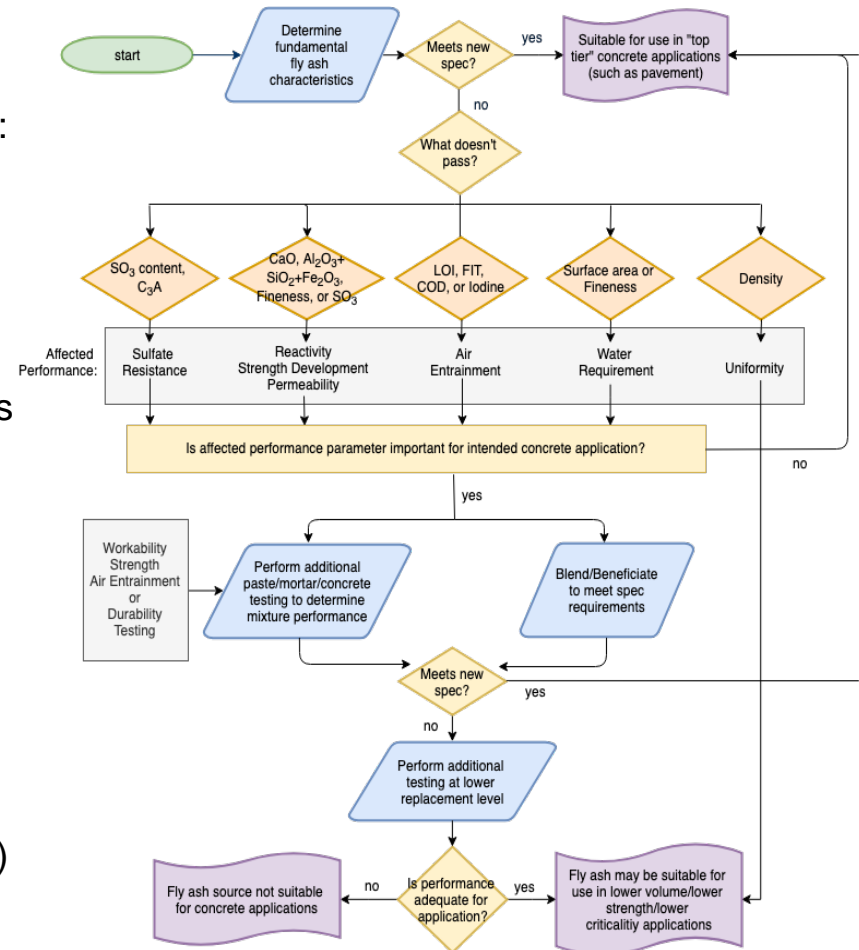 start
Determine
fundamental
fly ash
characteristics
Meets new
spec?
yes
Suitable for use in "top
tier" concrete applications
(such as pavement)
no
:
What doesn't
pass?
SO₃ content,
C₃A
CaO, Al₂O₃+
SiO₂+Fe₂O₃,
Fineness, or SO₃
LOI, FIT,
COD, or Iodine
Surface area or
Fineness
Density
Affected
Performance:
Sulfate
Resistance
Reactivity
Strength Development
Permeability
Air
Entrainment
Water
Requirement
Uniformity
s
Is affected performance parameter important for intended concrete application?
no
yes
Workability
Strength
Air Entrainment
or
Durability
Testing
Perform additional
paste/mortar/concrete
testing to determine
mixture performance
Blend/Beneficiate
to meet spec
requirements
Meets new
spec?
yes
no
Perform additional
testing at lower
replacement level
)
Fly ash source not suitable
for concrete applications
no
Is performance
adequate for
application?
yes
Fly ash may be suitable for
use in lower volume/lower
strength/lower
criticalitiy applications